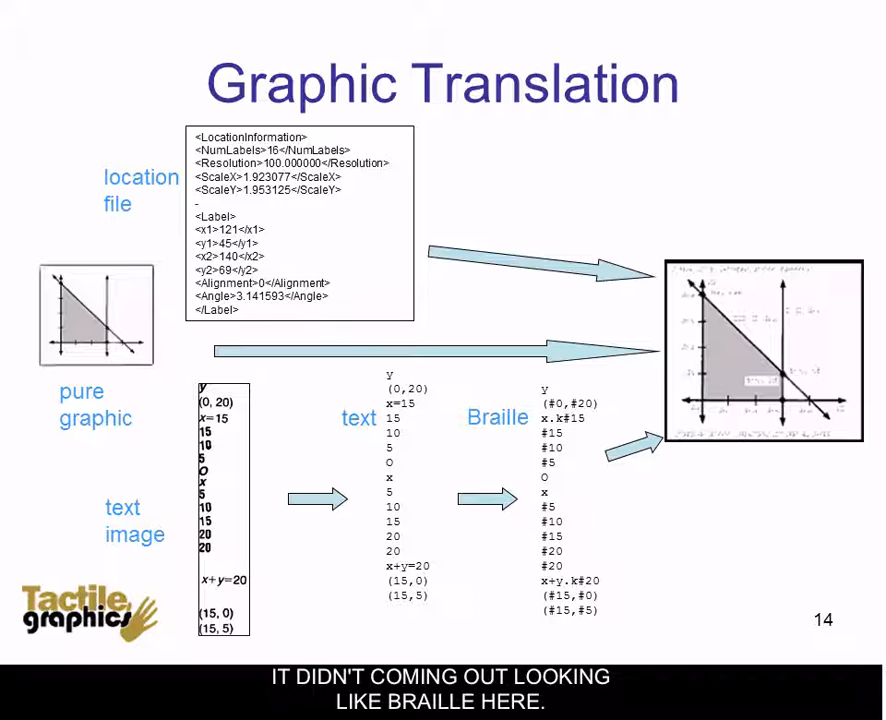 Graphic Translation
location
file
<LocationInformation>
<NumLabels>16</NumLabels>
<Resolution>100.000000</Resolution>
<ScaleX>1.923077</ScaleX>
<ScaleY>1.953125</ScaleY>
-
<Label>
<x1>121</x1>
<y1>45</y1>
<x2>140</x2>
<y2>69</y2>
<Alignment>0</Alignment>
<Angle>3.141593</Angle>
</Label>
pure
graphic
text
image
y
(0, 20)
x=15
15
10
5
O
x
5
10
15
20
20
x+y=20
(15, 0)
(15, 5)
text
y
(0,20)
x=15
15
10
5
O
x
5
10
15
20
20
x+y=20
(15,0)
(15,5)
Braille
y
(#0,#20)
x.k#15
#15
#10
#5
O
x
#5
#10
#15
#20
#20
x+y.k#20
(#15,#0)
(#15,#5)
Tactile
graphics
14
IT DIDN'T COMING OUT LOOKING
LIKE BRAILLE HERE.